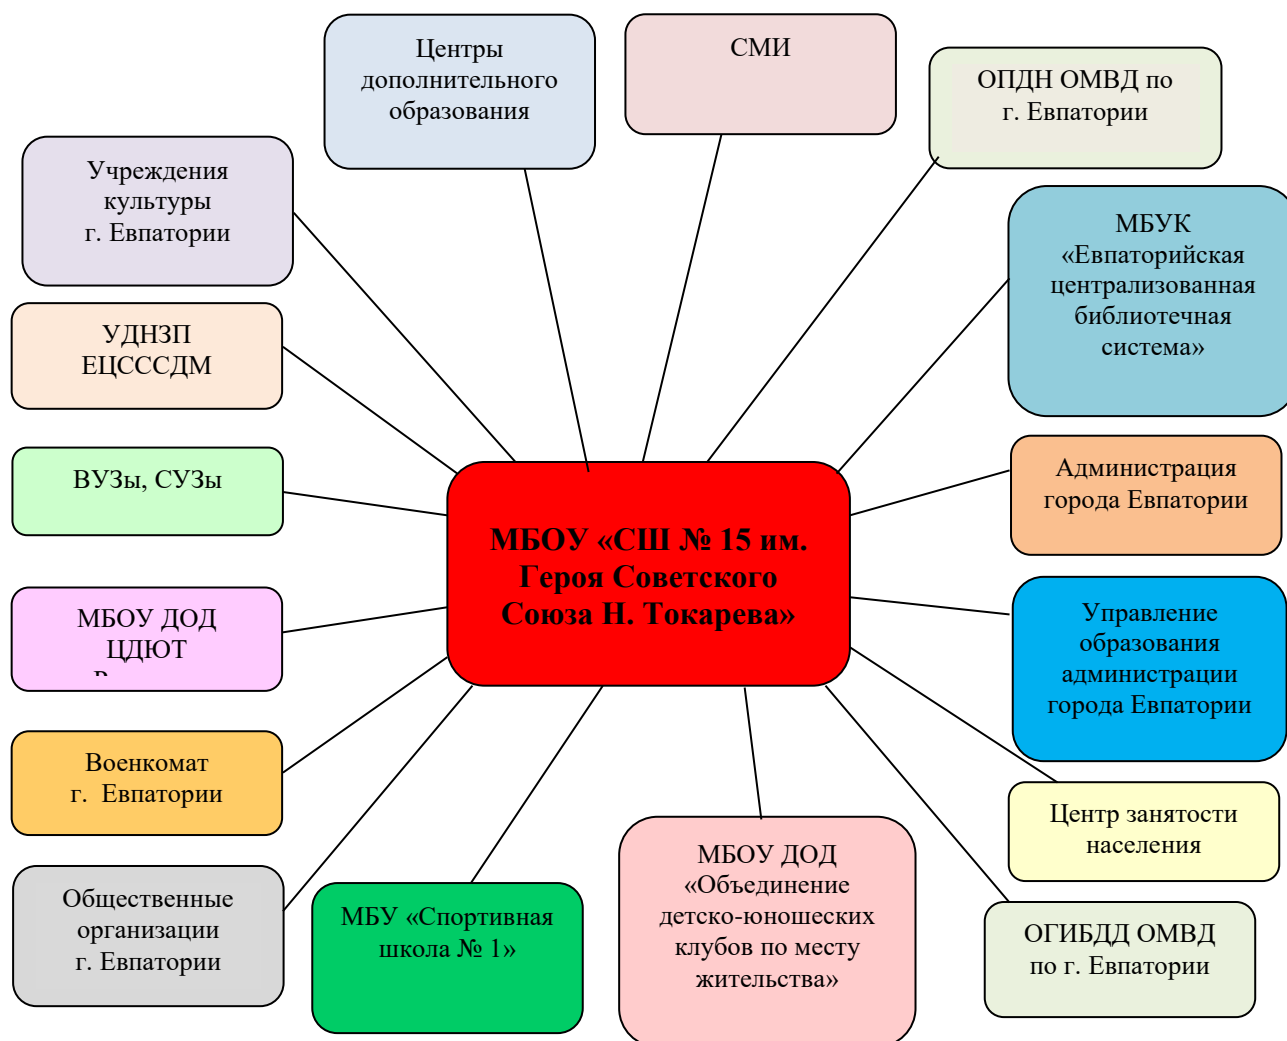 Центры
дополнительного
образования
СМИ
ОПДН ОМВД по
г. Евпатории
Учреждения
культуры
г. Евпатории
МБУК
«Евпаторийская
централизованная
библиотечная
система»
УДНЗП
ЕЦСССДМ
ВУЗы, СУЗы
Администрация
города Евпатории
МБОУ «СШ № 15 им.
Героя Советского
Союза Н. Токарева»
МБОУ ДОД
ЦДЮТ
Управление
образования
администрации
города Евпатории
Военкомат
г. Евпатории
Центр занятости
населения
Общественные
организации
г. Евпатории
МБУ «Спортивная
школа № 1»
МБОУ ДОД
«Объединение
детско-юношеских
клубов по месту
жительства»
ОГИБДД ОМВД
по г. Евпатории